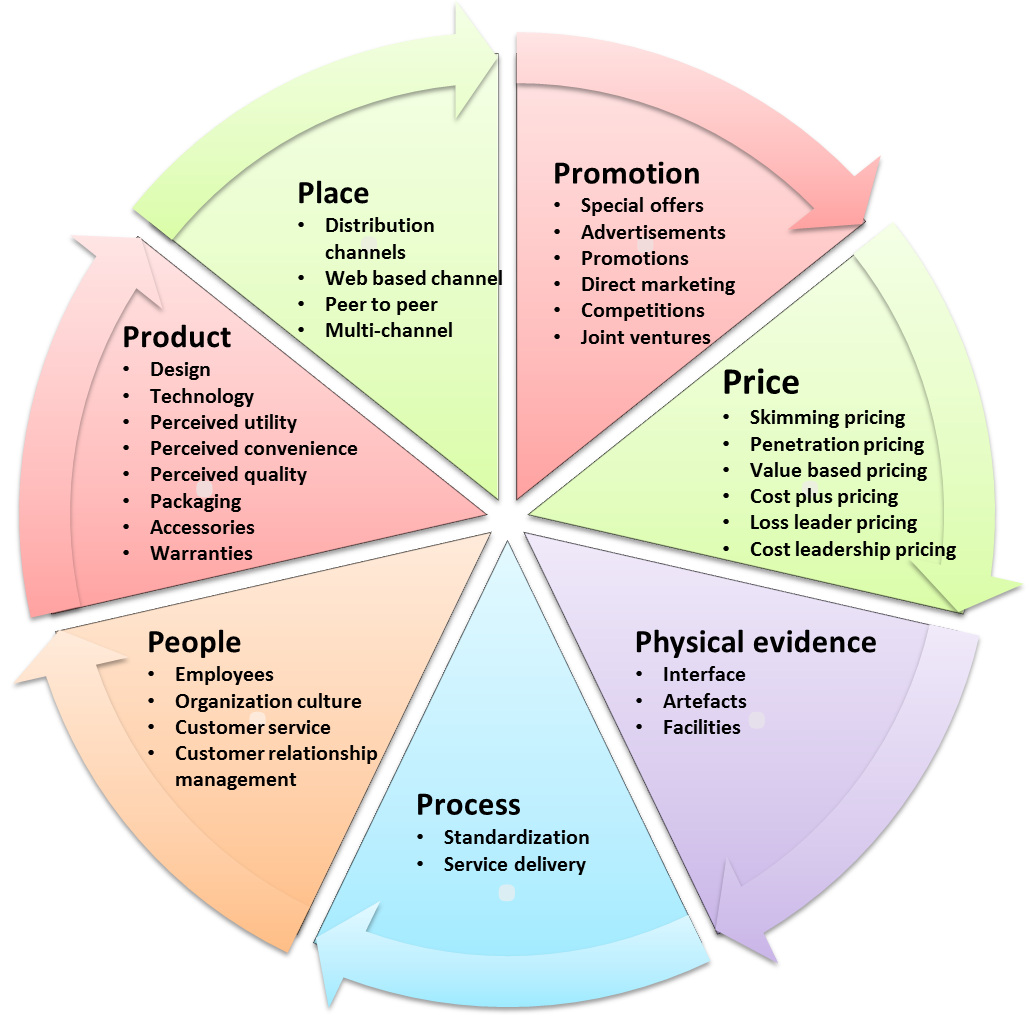 Place
• Distribution
channels
• Web based channel
• Peer to peer
• Multi-channel
Promotion
• Special offers
• Advertisements
• Promotions
• Direct marketing
• Competitions
• Joint ventures
Price
• Skimming pricing
• Penetration pricing
• Value based pricing
• Cost plus pricing
• Loss leader pricing
• Cost leadership pricing
Physical evidence
• Interface
• Artefacts
• Facilities
Process
• Standardization
• Service delivery
People
• Employees
• Organization culture
• Customer service
• Customer relationship
management
Product
• Design
• Technology
• Perceived utility
• Perceived convenience
• Perceived quality
• Packaging
• Accessories
• Warranties